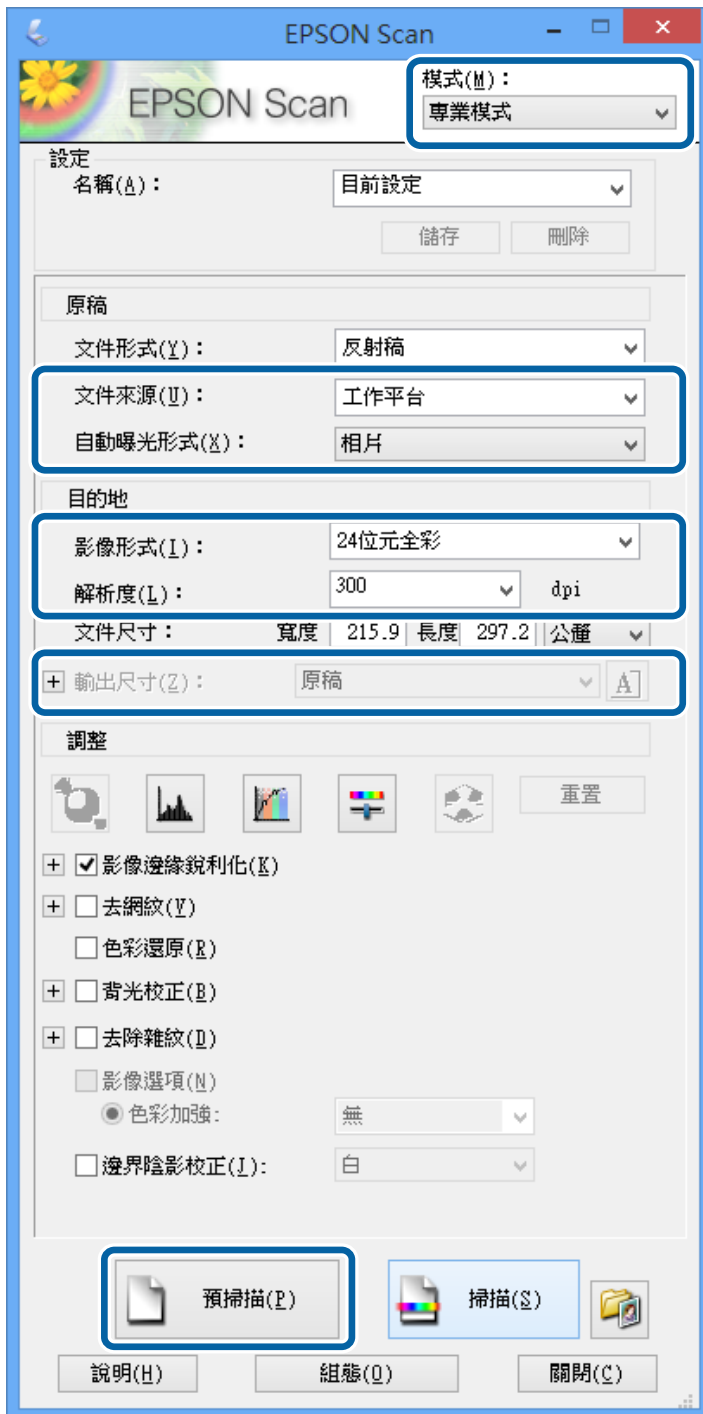 EPSON Scan
EPSON Scan
模式(M)：
專業模式
設定
名稱(A)： 目前設定
儲存 刪除
原稿
文件形式(Y)： 反射稿
文件來源(U)： 工作平台
自動曝光形式(X)： 相片
目的地
影像形式(I)： 24位元全彩
解析度(L)： 300 dpi
文件尺寸： 寬度 215.9 長度 297.2 公釐
輸出尺寸(Z)： 原稿 A
調整
重置
影像邊緣銳利化(K)
去網紋(V)
色彩還原(R)
背光校正(B)
去除雜紋(D)
影像選項(N)
色彩加強: 無
邊界陰影校正(J): 白
預掃描(P) 掃描(S)
說明(H) 組態(O) 關閉(C)